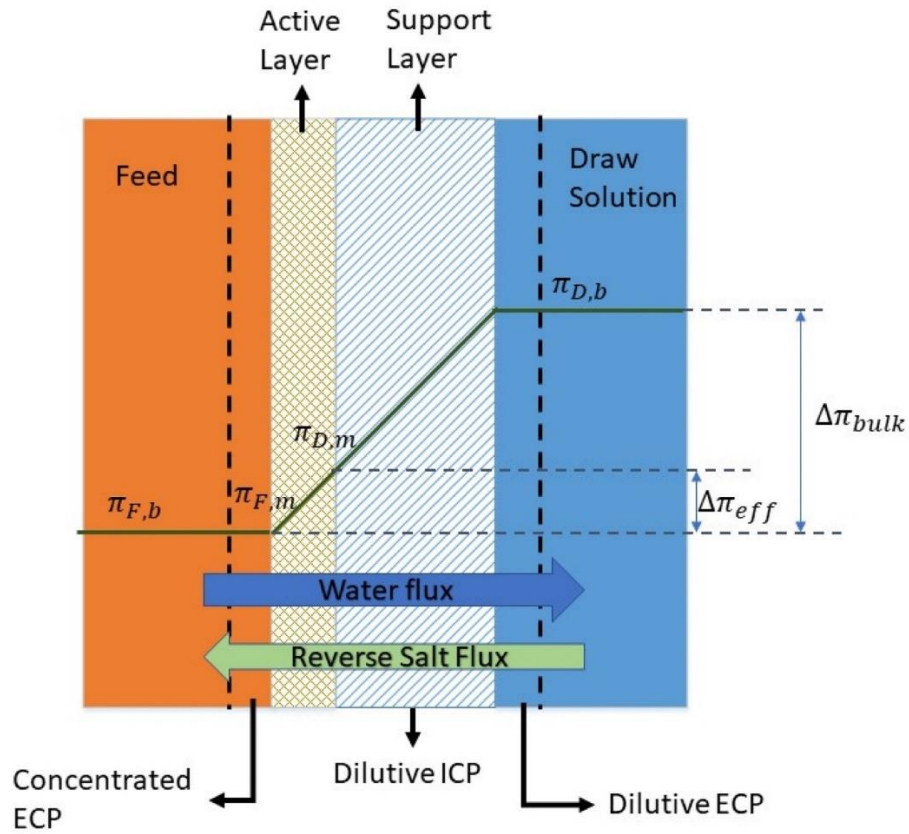 Active
Layer
Support
Layer
Feed
Draw
Solution
π_{D,b}
Δπ_{bulk}
π_{D,m}
π_{F,b}
π_{F,m}
Δπ_{eff}
Water flux
Reverse Salt Flux
Concentrated
ECP
Dilutive ICP
Dilutive ECP